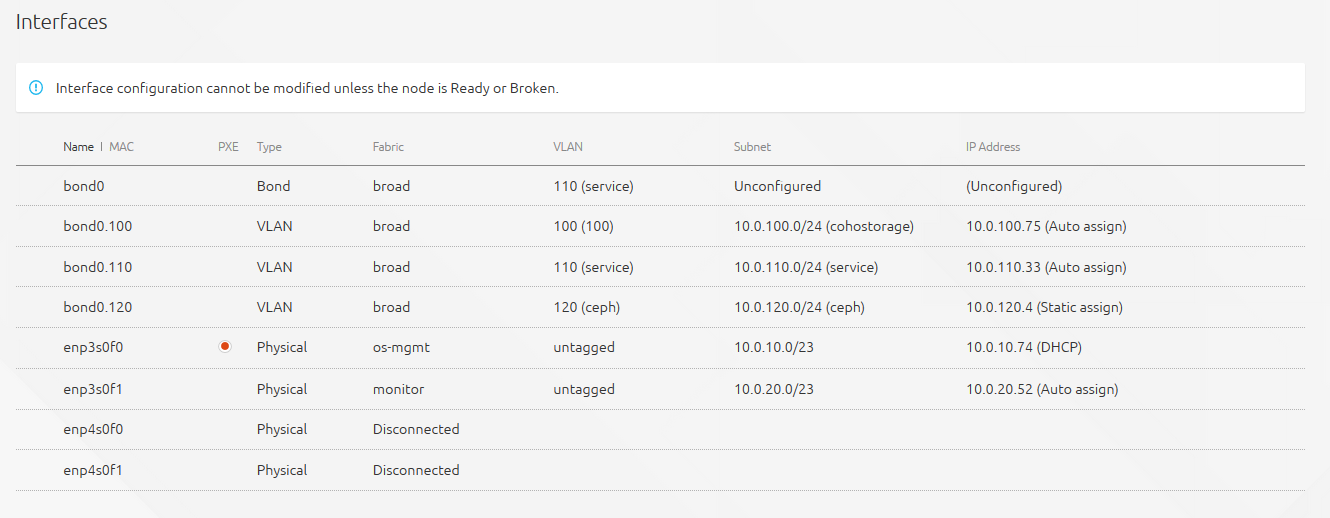 Interfaces
Interface configuration cannot be modified unless the node is Ready or Broken.
Name | MAC PXE Type Fabric VLAN Subnet IP Address
bond0 Bond broad 110 (service) Unconfigured (Unconfigured)
bond0.100 VLAN broad 100 (100) 10.0.100.0/24 (cohostorage) 10.0.100.75 (Auto assign)
bond0.110 VLAN broad 110 (service) 10.0.110.0/24 (service) 10.0.110.33 (Auto assign)
bond0.120 VLAN broad 120 (ceph) 10.0.120.0/24 (ceph) 10.0.120.4 (Static assign)
enp3s0f0 Physical os-mgmt untagged 10.0.10.0/23 10.0.10.74 (DHCP)
enp3s0f1 Physical monitor untagged 10.0.20.0/23 10.0.20.52 (Auto assign)
enp4s0f0 Physical Disconnected
enp4s0f1 Physical Disconnected